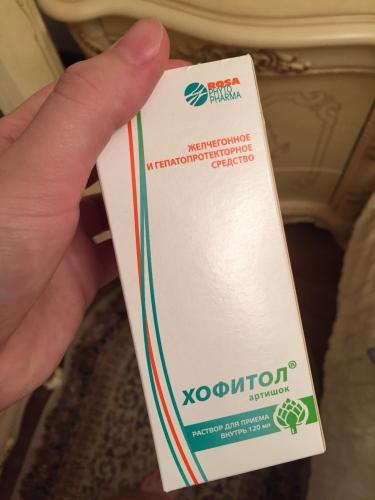 ROSA
PHYTO
PHARMA
ЖЕЛЧЕГОННОЕ
И ГЕПАТОПРОТЕКТОРНОЕ
СРЕДСТВО
ХОФИТОЛ®
артишок
РАСТВОР ДЛЯ ПРИЕМА
ВНУТРЬ 120 мл